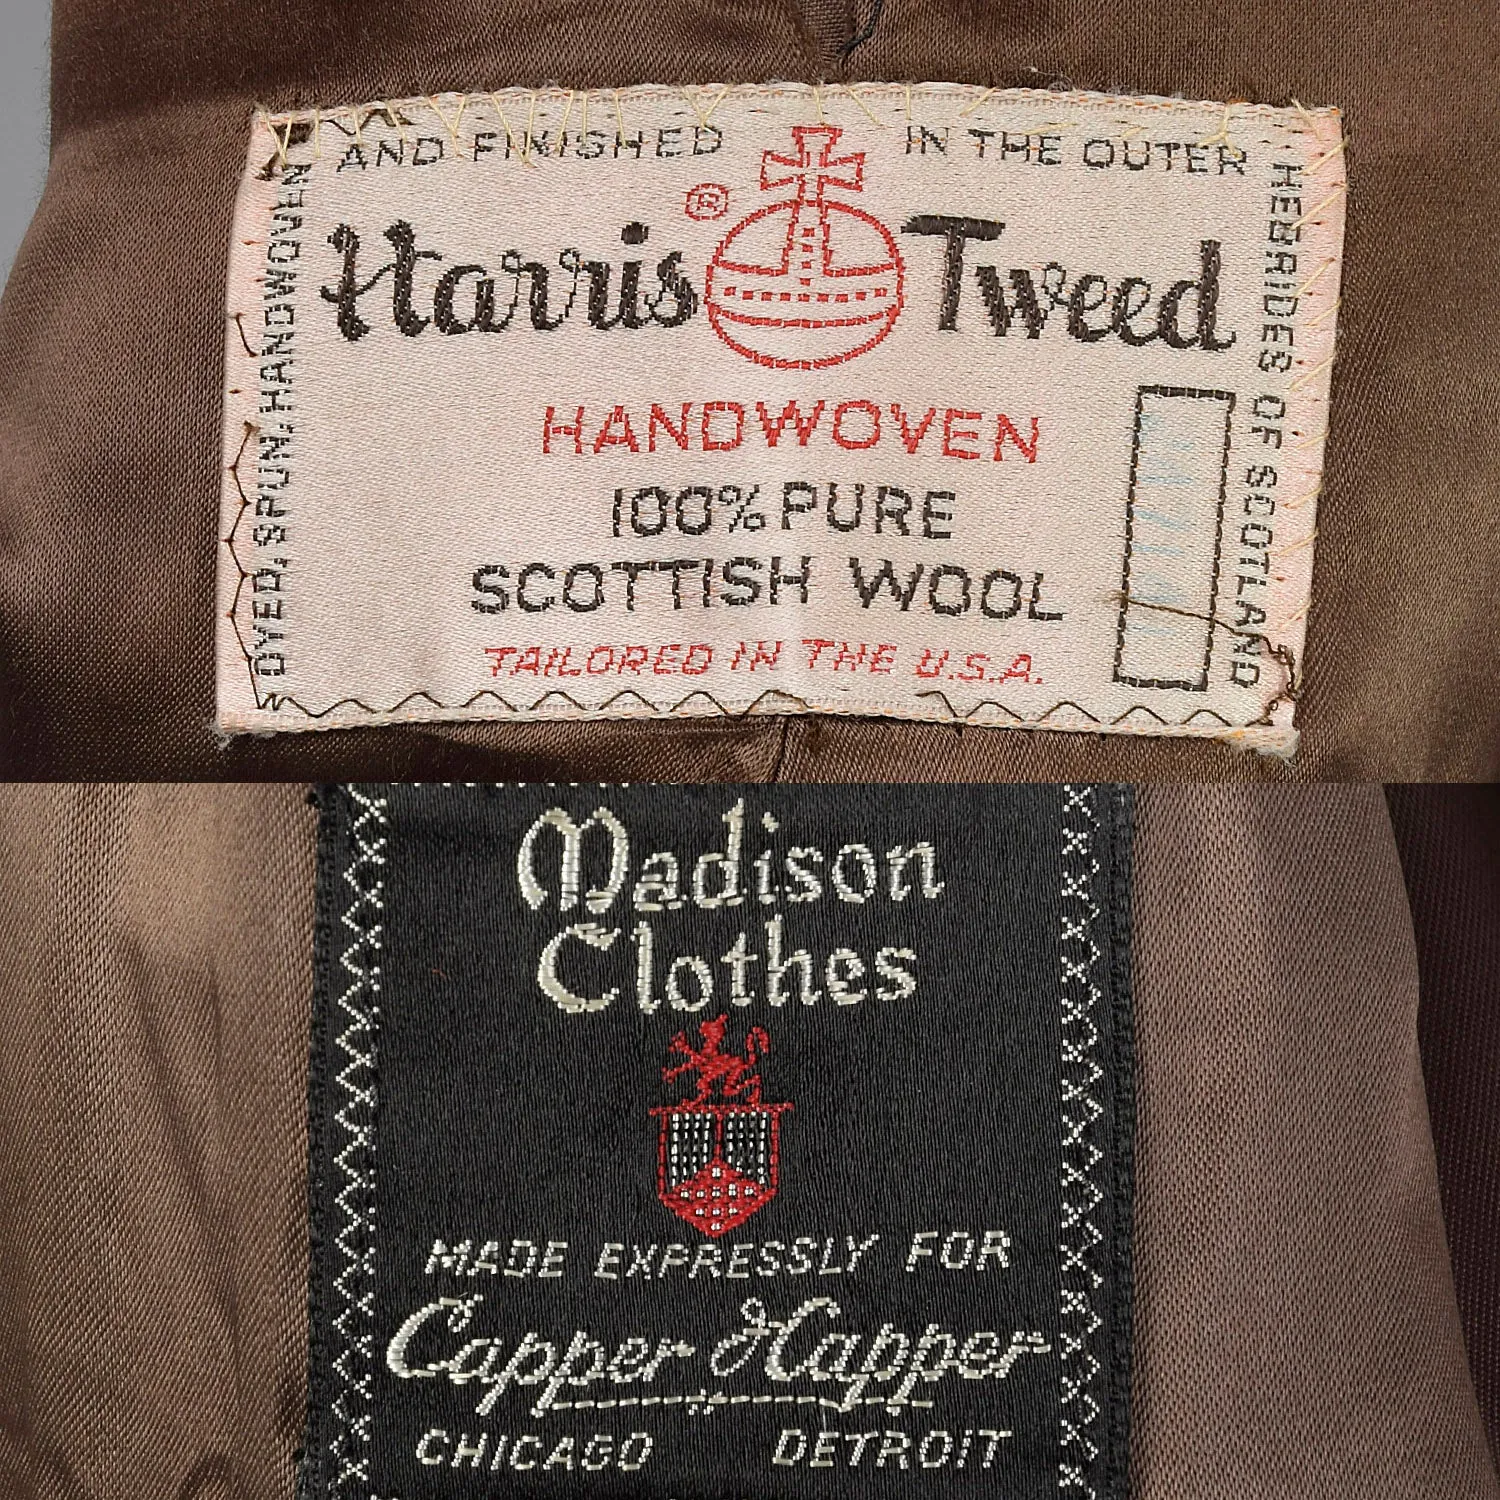 DYED, SPUN, HANDWOVEN
AND FINISHED IN THE OUTER
HEBRIDES OF SCOTLAND
Harris ® Tweed
HANDWOVEN
100% PURE
SCOTTISH WOOL
TAILORED IN THE U.S.A.
Madison
Clothes
MADE EXPRESSLY FOR
Capper & Capper
CHICAGO DETROIT